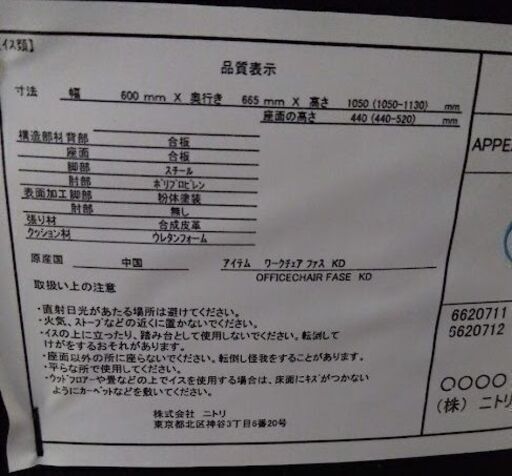 イス類】
品質表示
寸法 幅 600 mm X 奥行き 665 mm X 高さ 1050 (1050-1130) mm
座面の高さ 440 (440-520) mm
構造部材 背部 合板
座面 合板
脚部 スチール
肘部 ポリプロピレン
表面加工 脚部 粉体塗装
肘部 無し
張り材 合成皮革
クッション材 ウレタンフォーム
原産国 中国 アイテム ワークチェア ファス KD
OFFICECHAIR FASE KD
取扱い上の注意
・直射日光があたる場所は避けてください。
・火気、ストーブなどの近くに置かないでください。
・イスの上に立ったり、踏み台として使用しないでください。転倒して
けがをするおそれがあります。
・座面以外の所に座らないでください。転倒し怪我をすることがあります。
・平らな所で使用してください。
・ウッドフロアーや畳などの上でイスを使用する場合は、床面にキズがつかない
ようにカーペットなどを敷いてください。
株式会社 ニトリ
東京都北区神谷3丁目6番20号
APPE
6620711
6620712
○○○○
(株) ニトリ